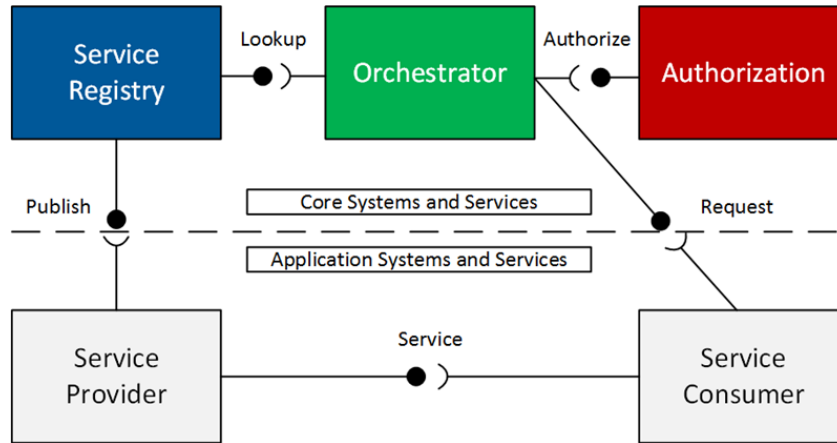 Service
Registry
Lookup
Orchestrator
Authorize
Authorization
Publish
Core Systems and Services
Request
Application Systems and Services
Service
Provider
Service
Service
Consumer